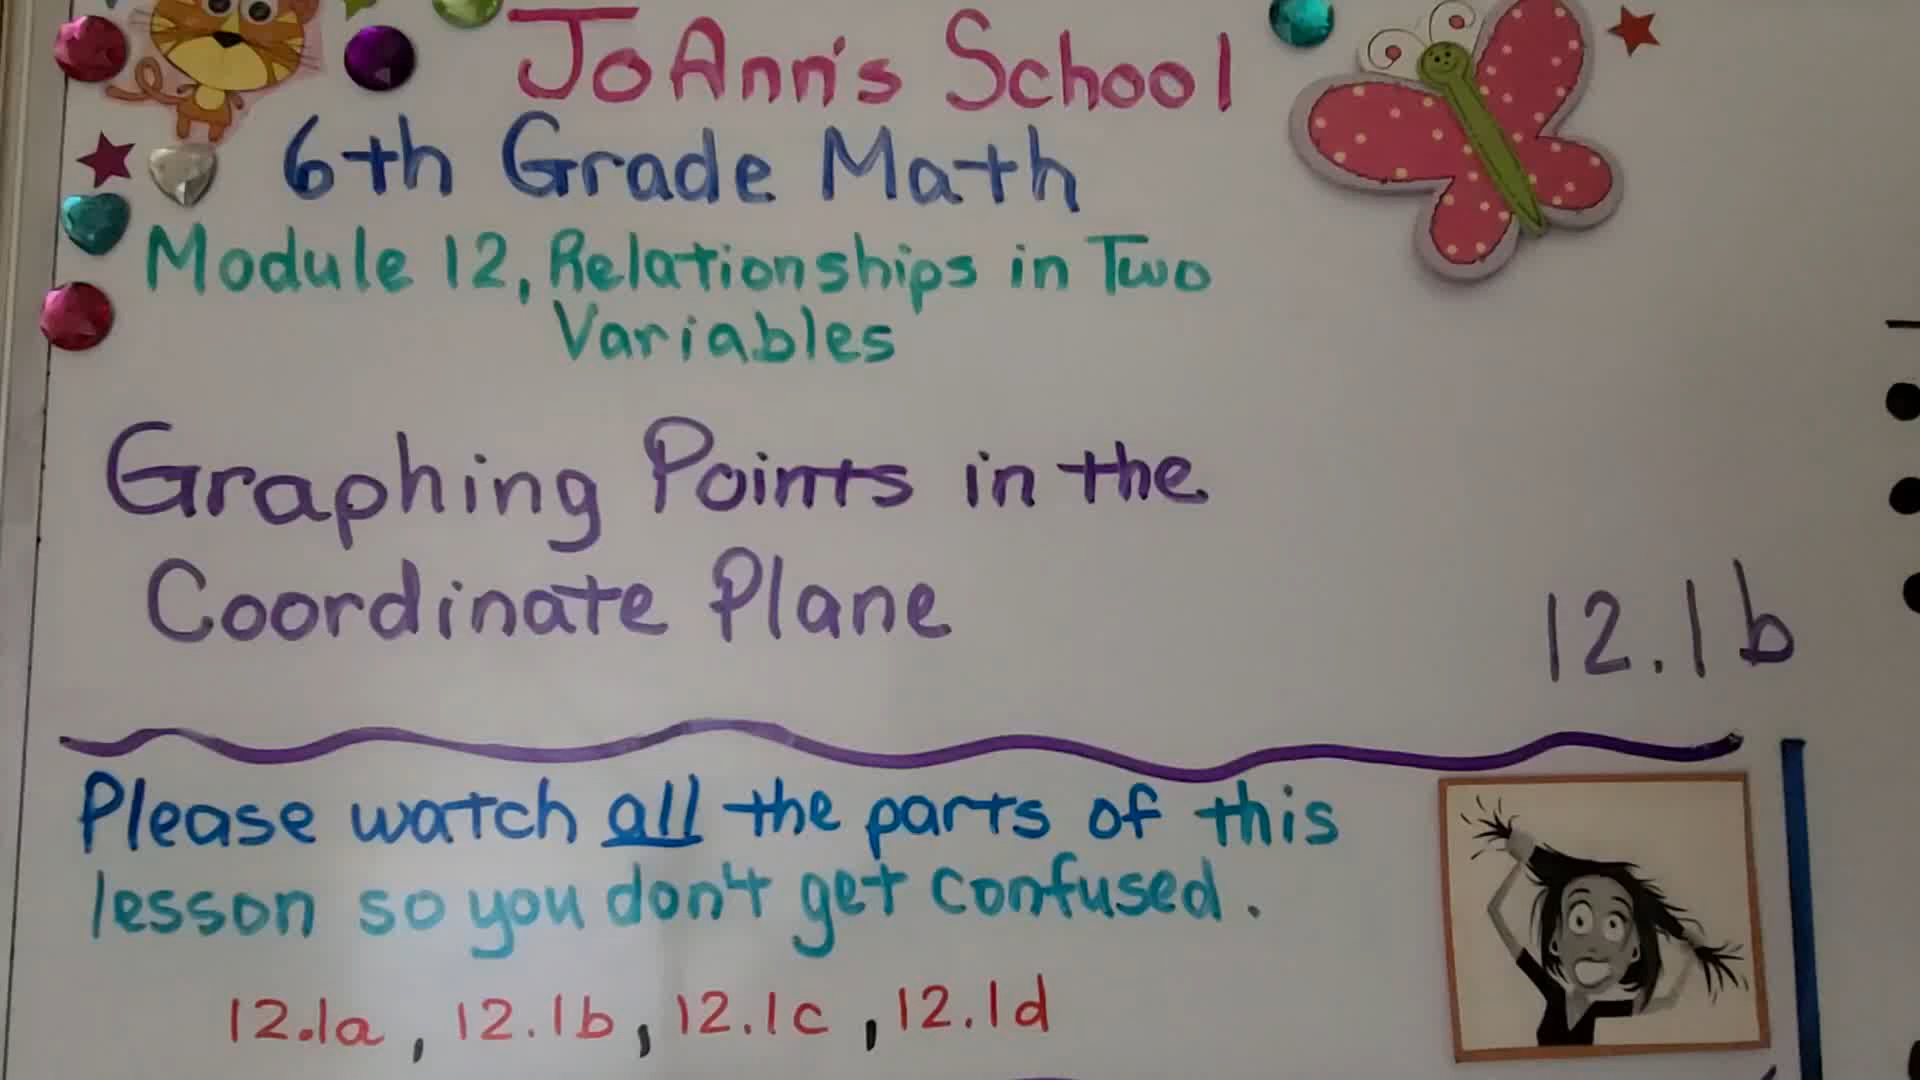 JoAnn's School
6th Grade Math
Module 12, Relationships in Two
Variables
Graphing Points in the
Coordinate Plane
12.1b
Please watch all the parts of this
lesson so you don't get confused.
12.1a, 12.1b, 12.1c, 12.1d